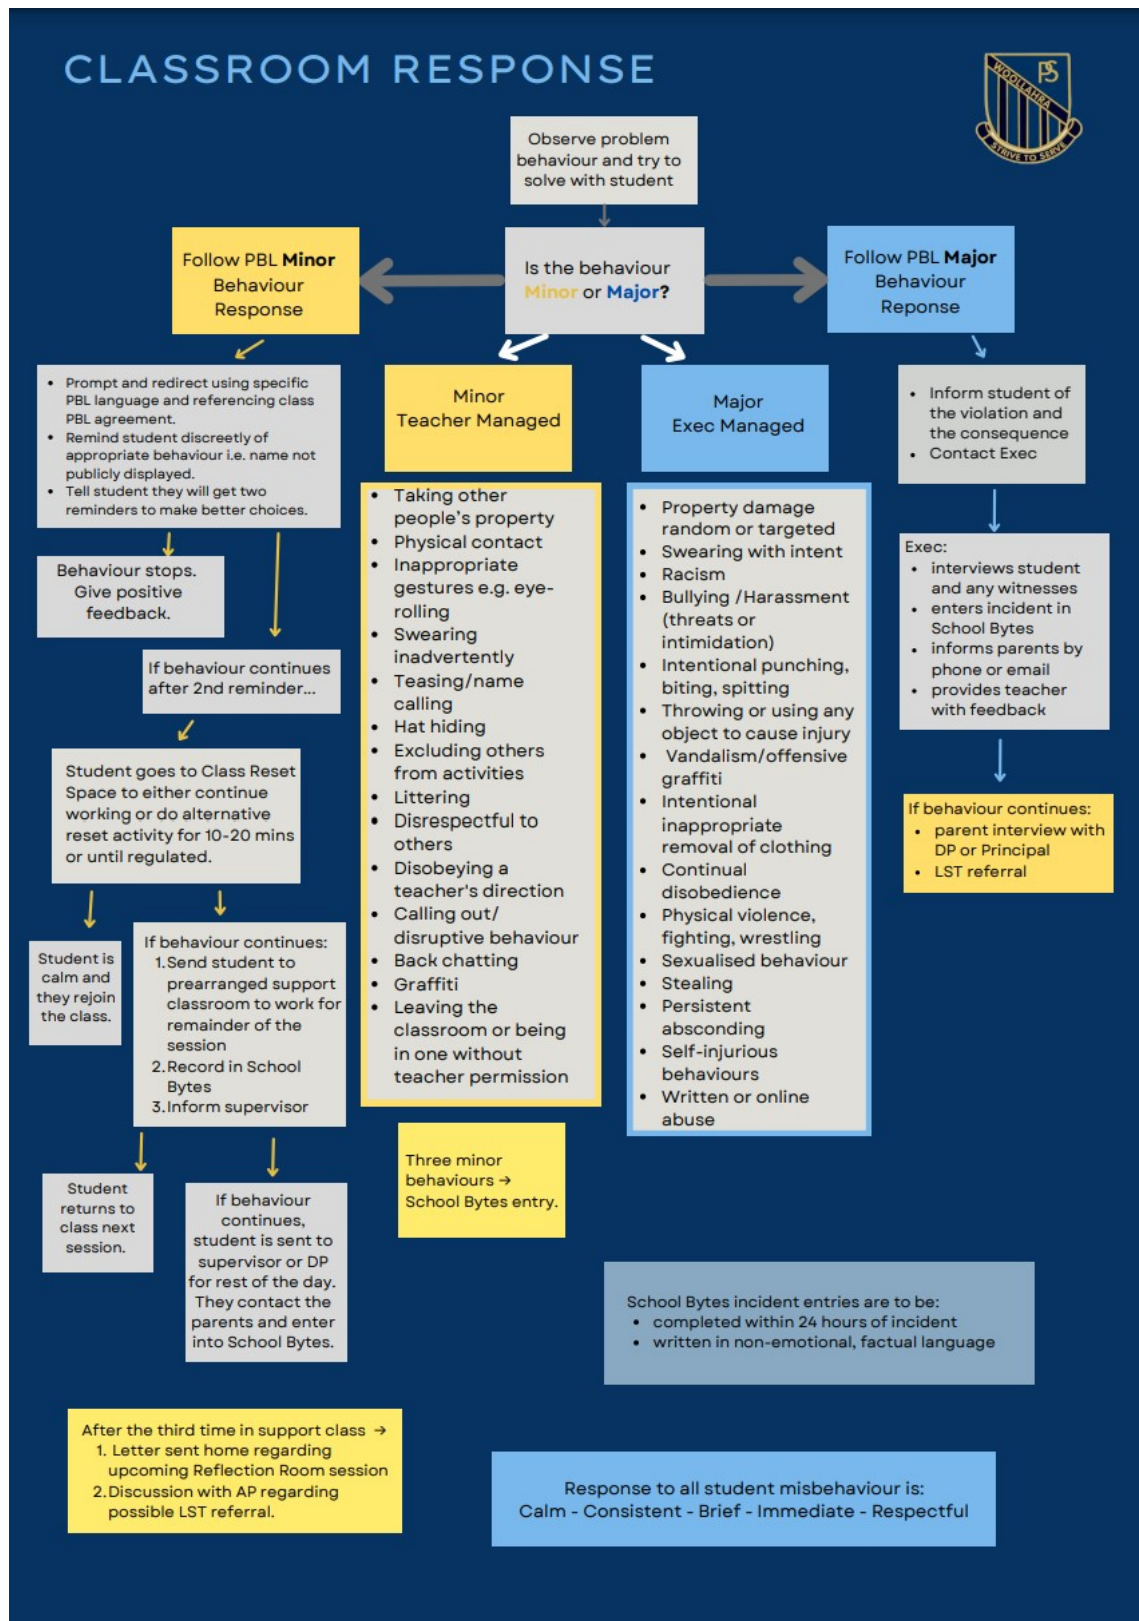 CLASSROOM RESPONSE
PS
WOOLLAHRA
STRIVE TO SERVE
Observe problem
behaviour and try to
solve with student
Follow PBL Minor
Behaviour
Response
Is the behaviour
Minor or Major?
Follow PBL Major
Behaviour
Reponse
• Prompt and redirect using specific
PBL language and referencing class
PBL agreement.
• Remind student discreetly of
appropriate behaviour i.e. name not
publicly displayed.
• Tell student they will get two
reminders to make better choices.
Behaviour stops.
Give positive
feedback.
If behaviour continues
after 2nd reminder...
Student goes to Class Reset
Space to either continue
working or do alternative
reset activity for 10-20 mins
or until regulated.
Student is
calm and
they rejoin
the class.
If behaviour continues:
1. Send student to
prearranged support
classroom to work for
remainder of the
session
2. Record in School
Bytes
3. Inform supervisor
Student
returns to
class next
session.
If behaviour
continues,
student is sent to
supervisor or DP
for rest of the day.
They contact the
parents and enter
into School Bytes.
After the third time in support class →
1. Letter sent home regarding
upcoming Reflection Room session
2. Discussion with AP regarding
possible LST referral.
Minor
Teacher Managed
• Taking other
people's property
• Physical contact
• Inappropriate
gestures e.g. eye-
rolling
• Swearing
inadvertently
• Teasing/name
calling
• Hat hiding
• Excluding others
from activities
• Littering
• Disrespectful to
others
• Disobeying a
teacher's direction
• Calling out/
disruptive behaviour
• Back chatting
• Graffiti
• Leaving the
classroom or being
in one without
teacher permission
Three minor
behaviours →
School Bytes entry.
Major
Exec Managed
• Property damage
random or targeted
• Swearing with intent
• Racism
• Bullying /Harassment
(threats or
intimidation)
• Intentional punching,
biting, spitting
• Throwing or using any
object to cause injury
• Vandalism/offensive
graffiti
• Intentional
inappropriate
removal of clothing
• Continual
disobedience
• Physical violence,
fighting, wrestling
• Sexualised behaviour
• Stealing
• Persistent
absconding
• Self-injurious
behaviours
• Written or online
abuse
• Inform student of
the violation and
the consequence
• Contact Exec
Exec:
• interviews student
and any witnesses
• enters incident in
School Bytes
• informs parents by
phone or email
• provides teacher
with feedback
If behaviour continues:
• parent interview with
DP or Principal
• LST referral
School Bytes incident entries are to be:
• completed within 24 hours of incident
• written in non-emotional, factual language
Response to all student misbehaviour is:
Calm - Consistent - Brief - Immediate - Respectful